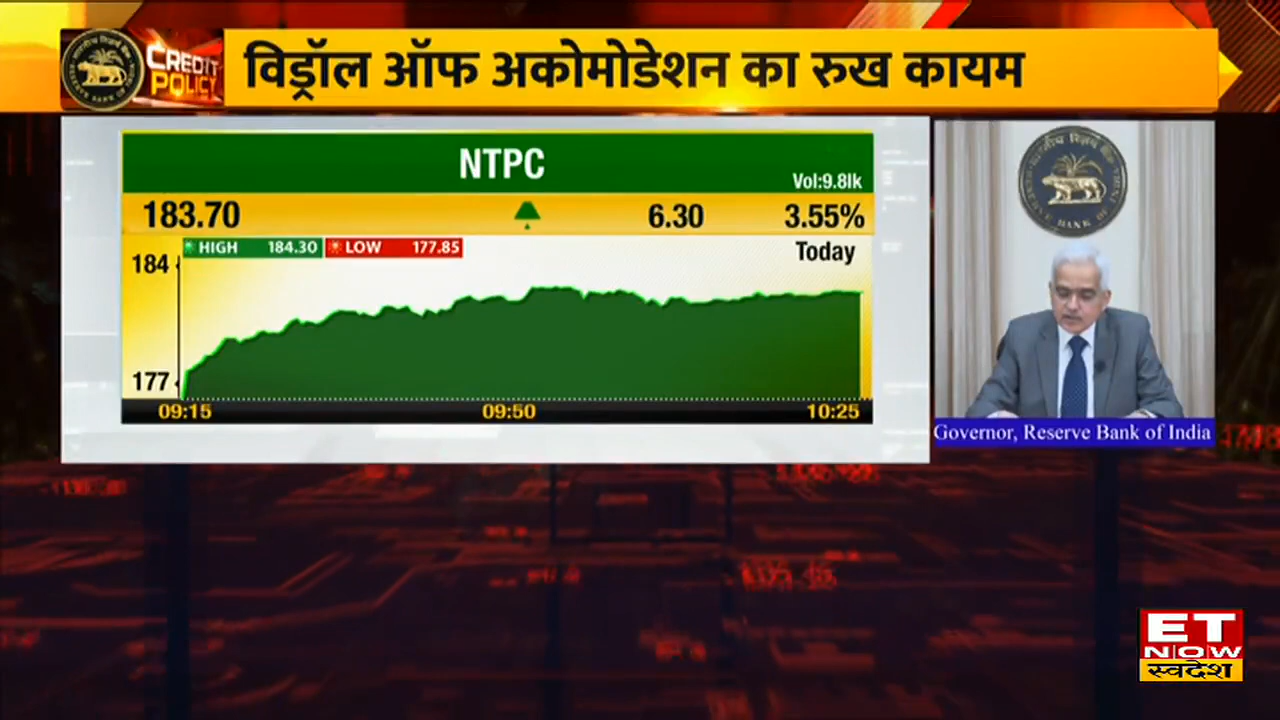 CREDIT
POLICY
विड्रॉल ऑफ अकोमोडेशन का रुख कायम
NTPC
Vol:9.8lk
183.70 6.30 3.55%
HIGH 184.30 LOW 177.85
Today
184
177
09:15 09:50 10:25
Governor, Reserve Bank of India
ET
NOW
स्वदेश